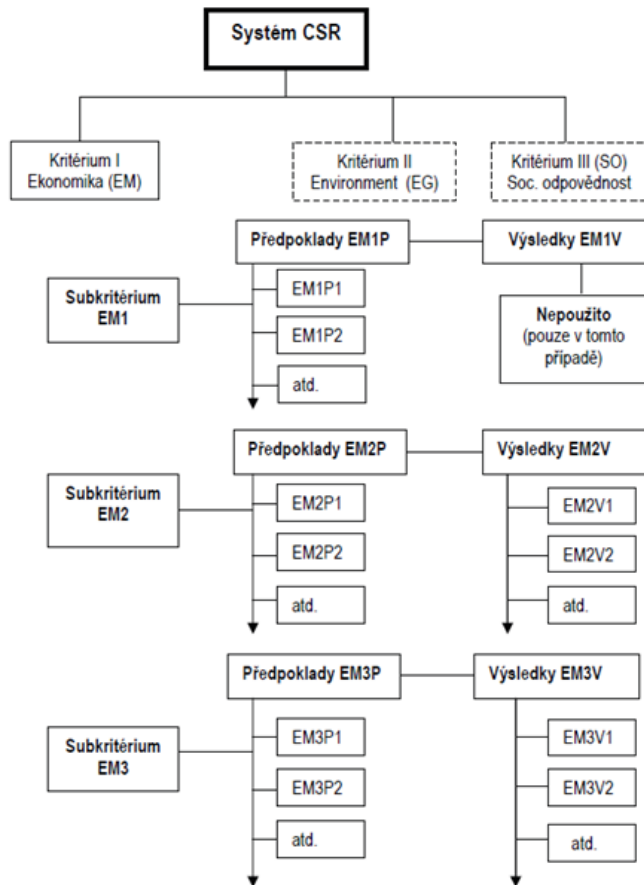 Systém CSR
Kritérium I
Ekonomika (EM)
Kritérium II
Environment (EG)
Kritérium III (SO)
Soc. odpovědnost
Předpoklady EM1P
Výsledky EM1V
Subkritérium
EM1
EM1P1
EM1P2
atd.
Nepoužito
(pouze v tomto
případě)
Předpoklady EM2P
Výsledky EM2V
Subkritérium
EM2
EM2P1
EM2P2
atd.
EM2V1
EM2V2
atd.
Předpoklady EM3P
Výsledky EM3V
Subkritérium
EM3
EM3P1
EM3P2
atd.
EM3V1
EM3V2
atd.